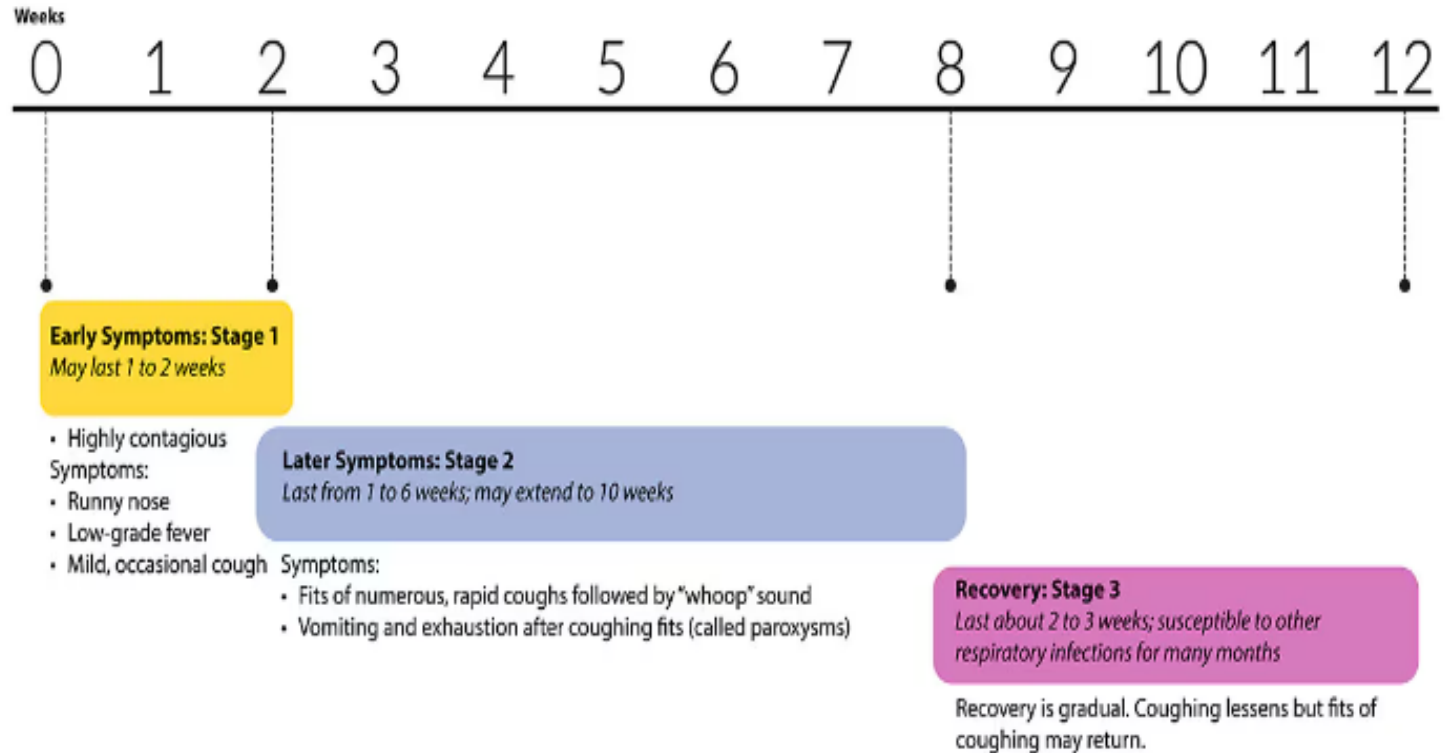 Weeks
0 1 2 3 4 5 6 7 8 9 10 11 12
Early Symptoms: Stage 1
May last 1 to 2 weeks
• Highly contagious
Symptoms:
• Runny nose
• Low-grade fever
• Mild, occasional cough
Later Symptoms: Stage 2
Last from 1 to 6 weeks; may extend to 10 weeks
Symptoms:
• Fits of numerous, rapid coughs followed by “whoop” sound
• Vomiting and exhaustion after coughing fits (called paroxysms)
Recovery: Stage 3
Last about 2 to 3 weeks; susceptible to other
respiratory infections for many months
Recovery is gradual. Coughing lessens but fits of
coughing may return.